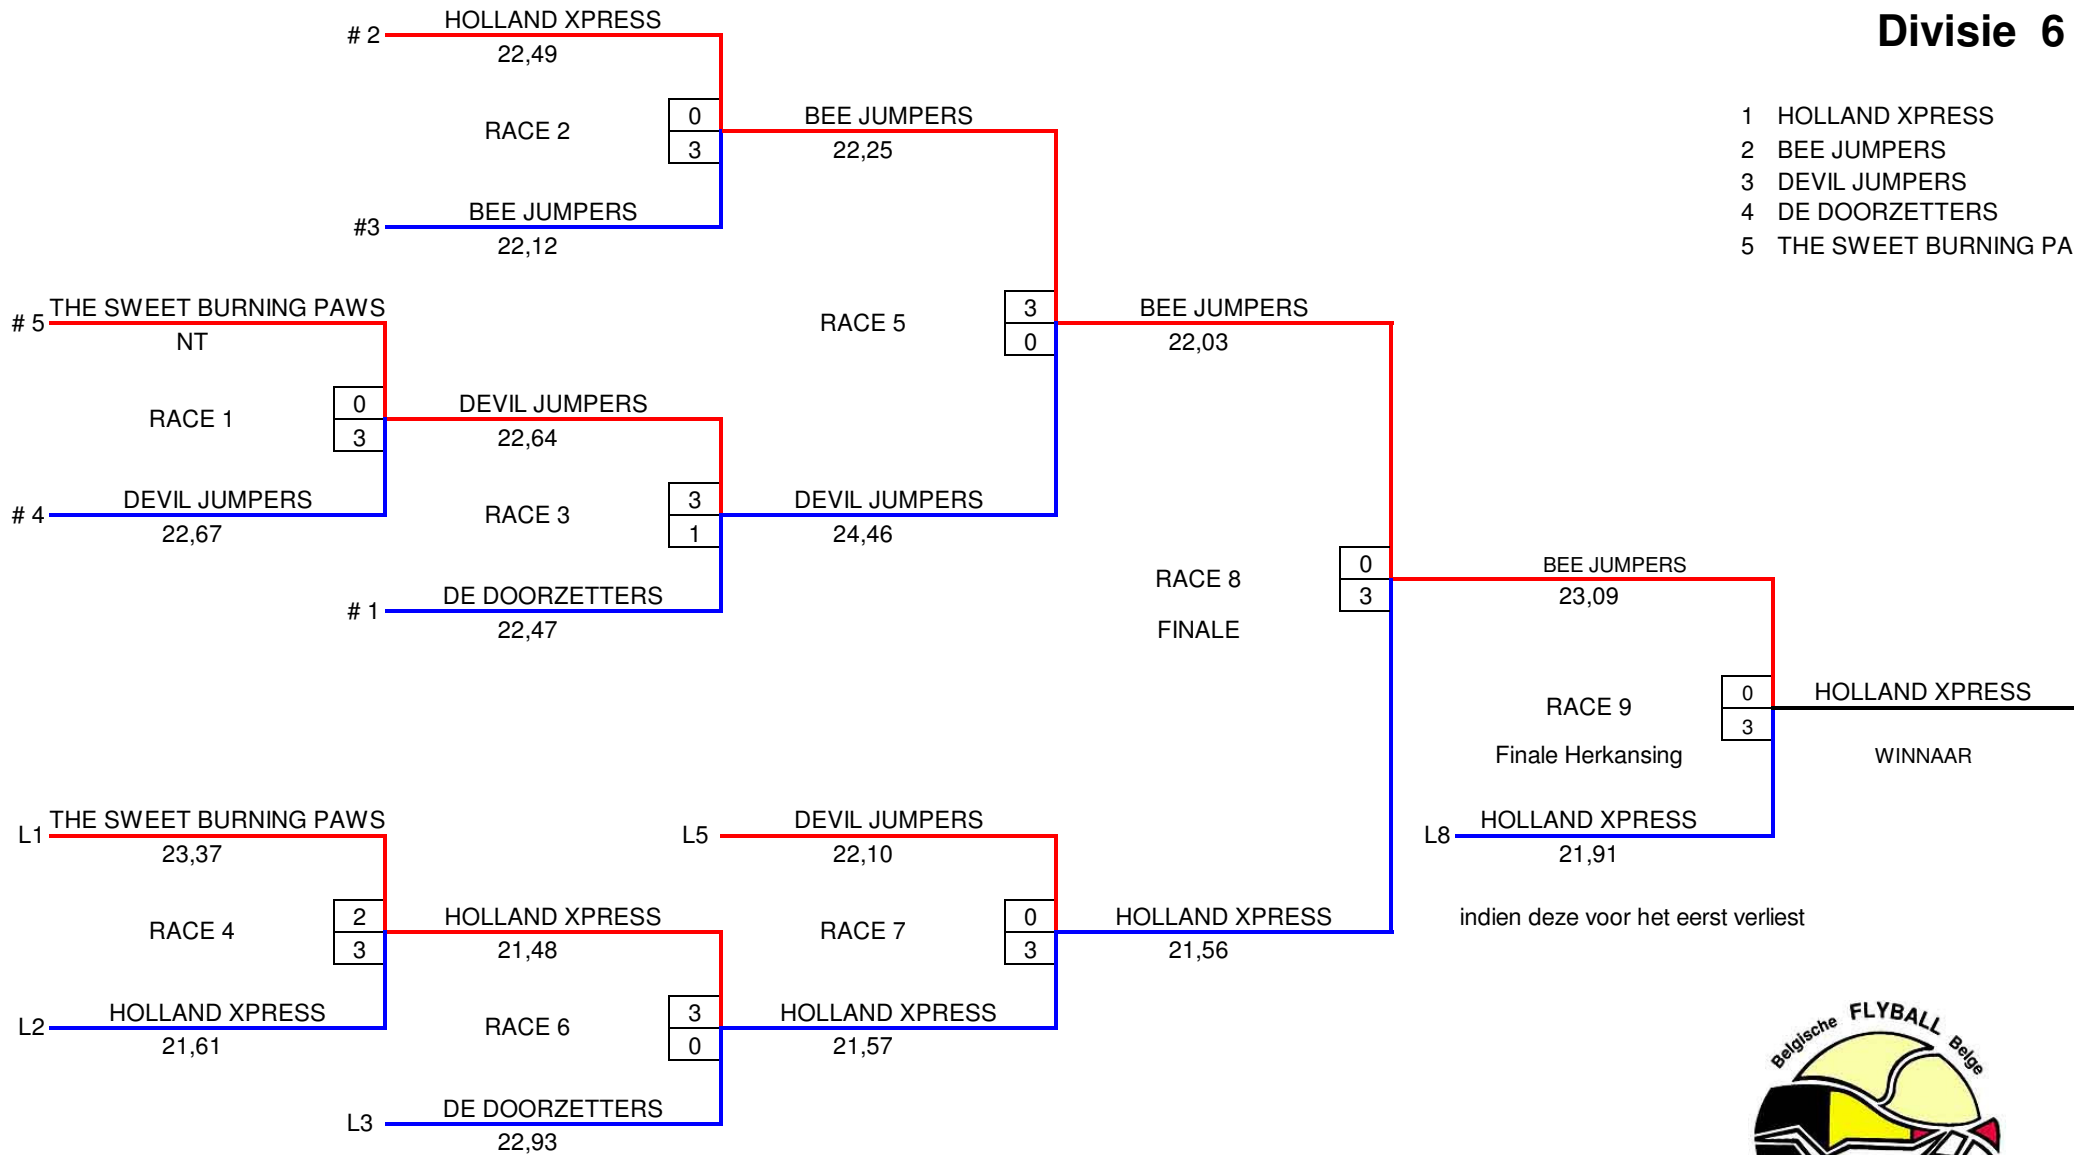 Divisie 6
HOLLAND XPRESS
# 2
22,49
RACE 2
0
3
BEE JUMPERS
22,25
1 HOLLAND XPRESS
2 BEE JUMPERS
3 DEVIL JUMPERS
4 DE DOORZETTERS
5 THE SWEET BURNING PA
BEE JUMPERS
#3
22,12
THE SWEET BURNING PAWS
# 5
NT
RACE 5
3
0
BEE JUMPERS
22,03
RACE 1
0
3
DEVIL JUMPERS
22,64
DEVIL JUMPERS
# 4
22,67
RACE 3
3
1
DEVIL JUMPERS
24,46
DE DOORZETTERS
# 1
22,47
RACE 8
0
3
FINALE
BEE JUMPERS
23,09
RACE 9
0
3
Finale Herkansing
HOLLAND XPRESS
WINNAAR
THE SWEET BURNING PAWS
L1
23,37
L5
DEVIL JUMPERS
22,10
L8
HOLLAND XPRESS
21,91
RACE 4
2
3
HOLLAND XPRESS
21,48
RACE 7
0
3
HOLLAND XPRESS
21,56
indien deze voor het eerst verliest
HOLLAND XPRESS
L2
21,61
RACE 6
3
0
HOLLAND XPRESS
21,57
DE DOORZETTERS
L3
22,93
Belgische FLYBALL Belge